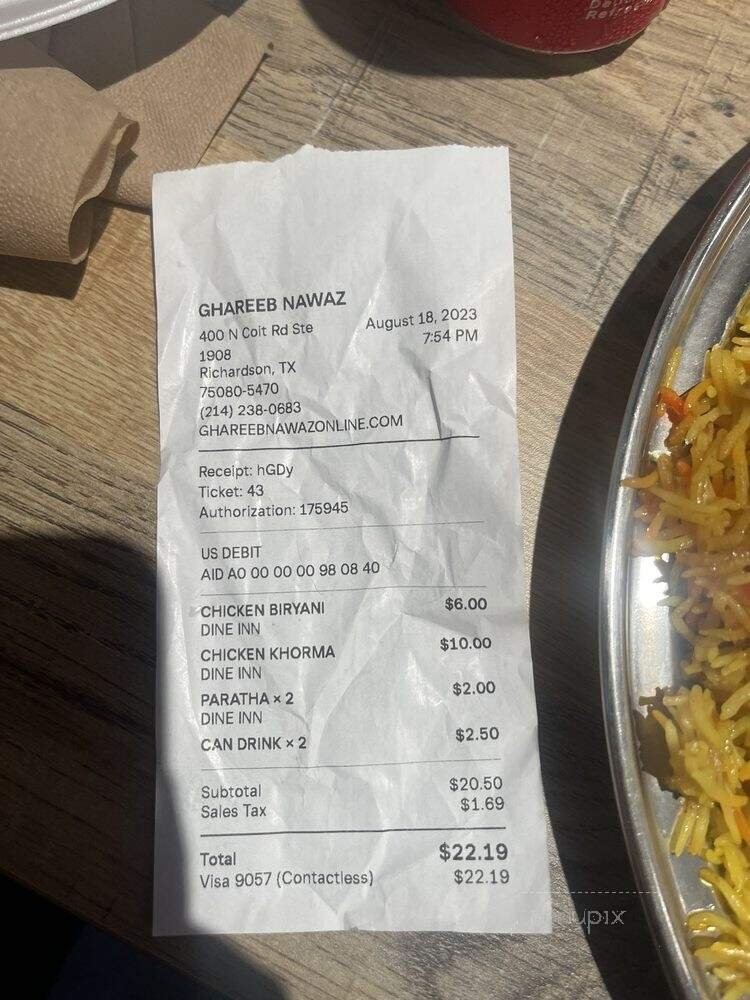 GHAREEB NAWAZ
400 N Coit Rd Ste
1908
Richardson, TX
75080-5470
(214) 238-0683
GHAREEBNAWAZONLINE.COM
August 18, 2023
7:54 PM
Receipt: hGDy
Ticket: 43
Authorization: 175945
US DEBIT
AID A0 00 00 00 98 08 40
CHICKEN BIRYANI $6.00
DINE INN
CHICKEN KHORMA $10.00
DINE INN
PARATHA × 2 $2.00
DINE INN
CAN DRINK × 2 $2.50
Subtotal $20.50
Sales Tax $1.69
Total $22.19
Visa 9057 (Contactless) $22.19